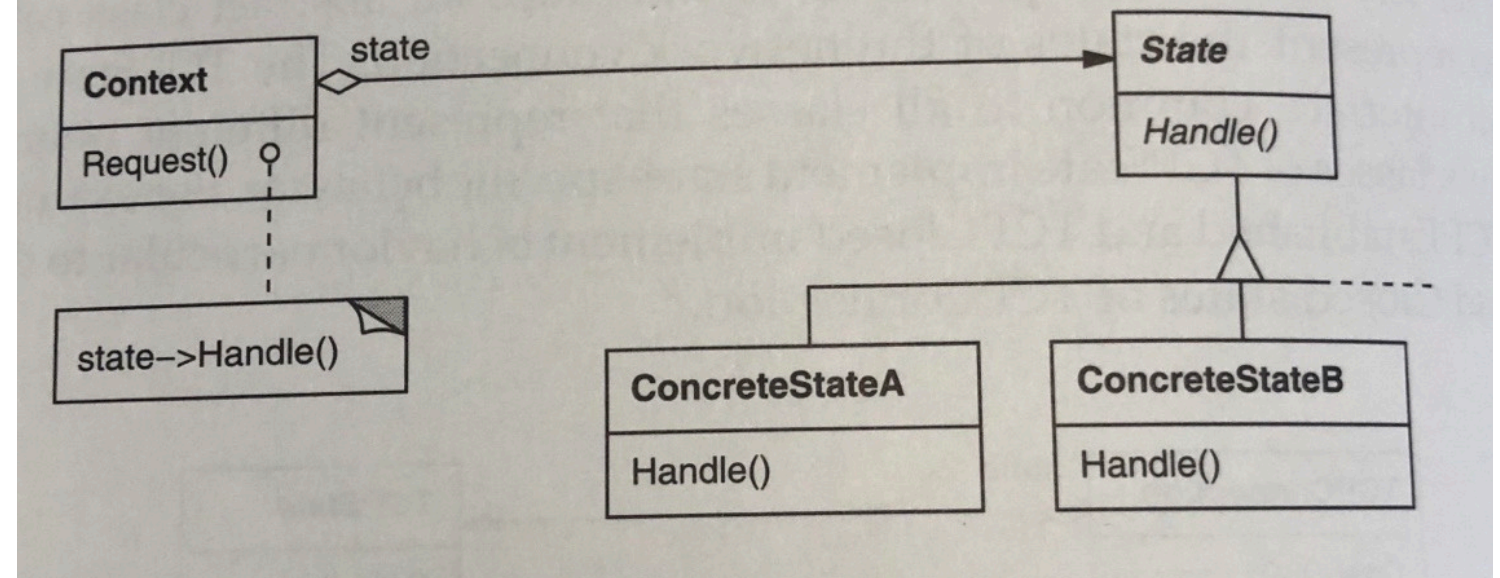 Context
Request()
state
State
Handle()
state–>Handle()
ConcreteStateA
Handle()
ConcreteStateB
Handle()